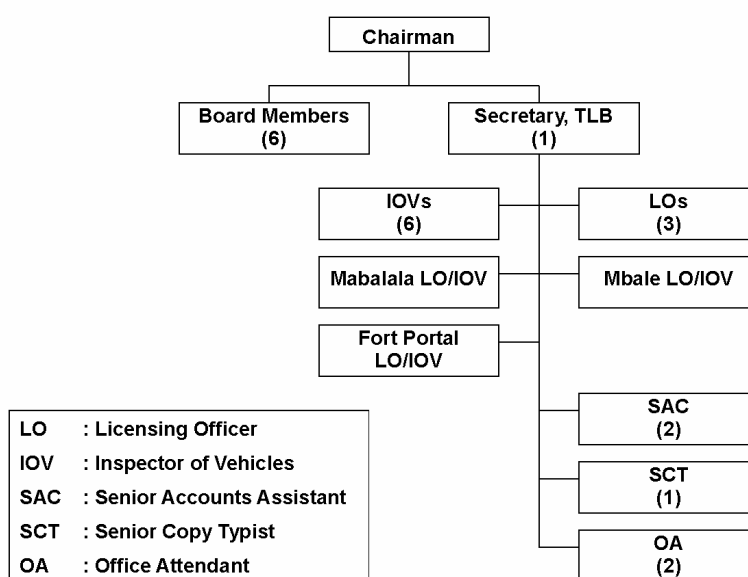 Chairman
Board Members
(6)
Secretary, TLB
(1)
IOVs
(6)
LOs
(3)
Mabalala LO/IOV
Mbale LO/IOV
Fort Portal
LO/IOV
SAC
(2)
SCT
(1)
OA
(2)
LO : Licensing Officer
IOV : Inspector of Vehicles
SAC : Senior Accounts Assistant
SCT : Senior Copy Typist
OA : Office Attendant